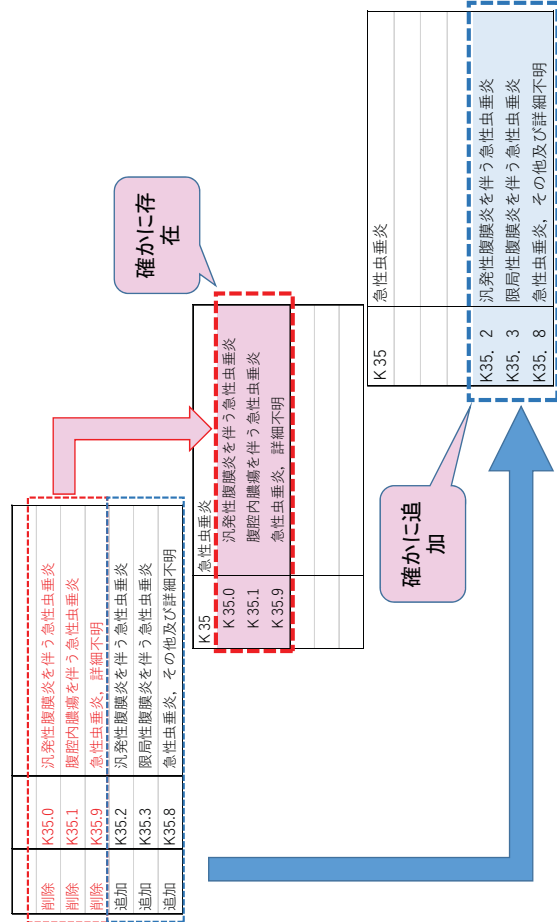 削除 K35.0 汎発性腹膜炎を伴う急性虫垂炎
削除 K35.1 腹腔内膿瘍を伴う急性虫垂炎
削除 K35.9 急性虫垂炎，詳細不明
追加 K35.2 汎発性腹膜炎を伴う急性虫垂炎
追加 K35.3 限局性腹膜炎を伴う急性虫垂炎
追加 K35.8 急性虫垂炎，その他及び詳細不明
確かに存
在
K 35 急性虫垂炎
K 35.0 汎発性腹膜炎を伴う急性虫垂炎
K 35.1 腹腔内膿瘍を伴う急性虫垂炎
K 35.9 急性虫垂炎，詳細不明
確かに追
加
K 35 急性虫垂炎
K35. 2 汎発性腹膜炎を伴う急性虫垂炎
K35. 3 限局性腹膜炎を伴う急性虫垂炎
K35. 8 急性虫垂炎，その他及び詳細不明